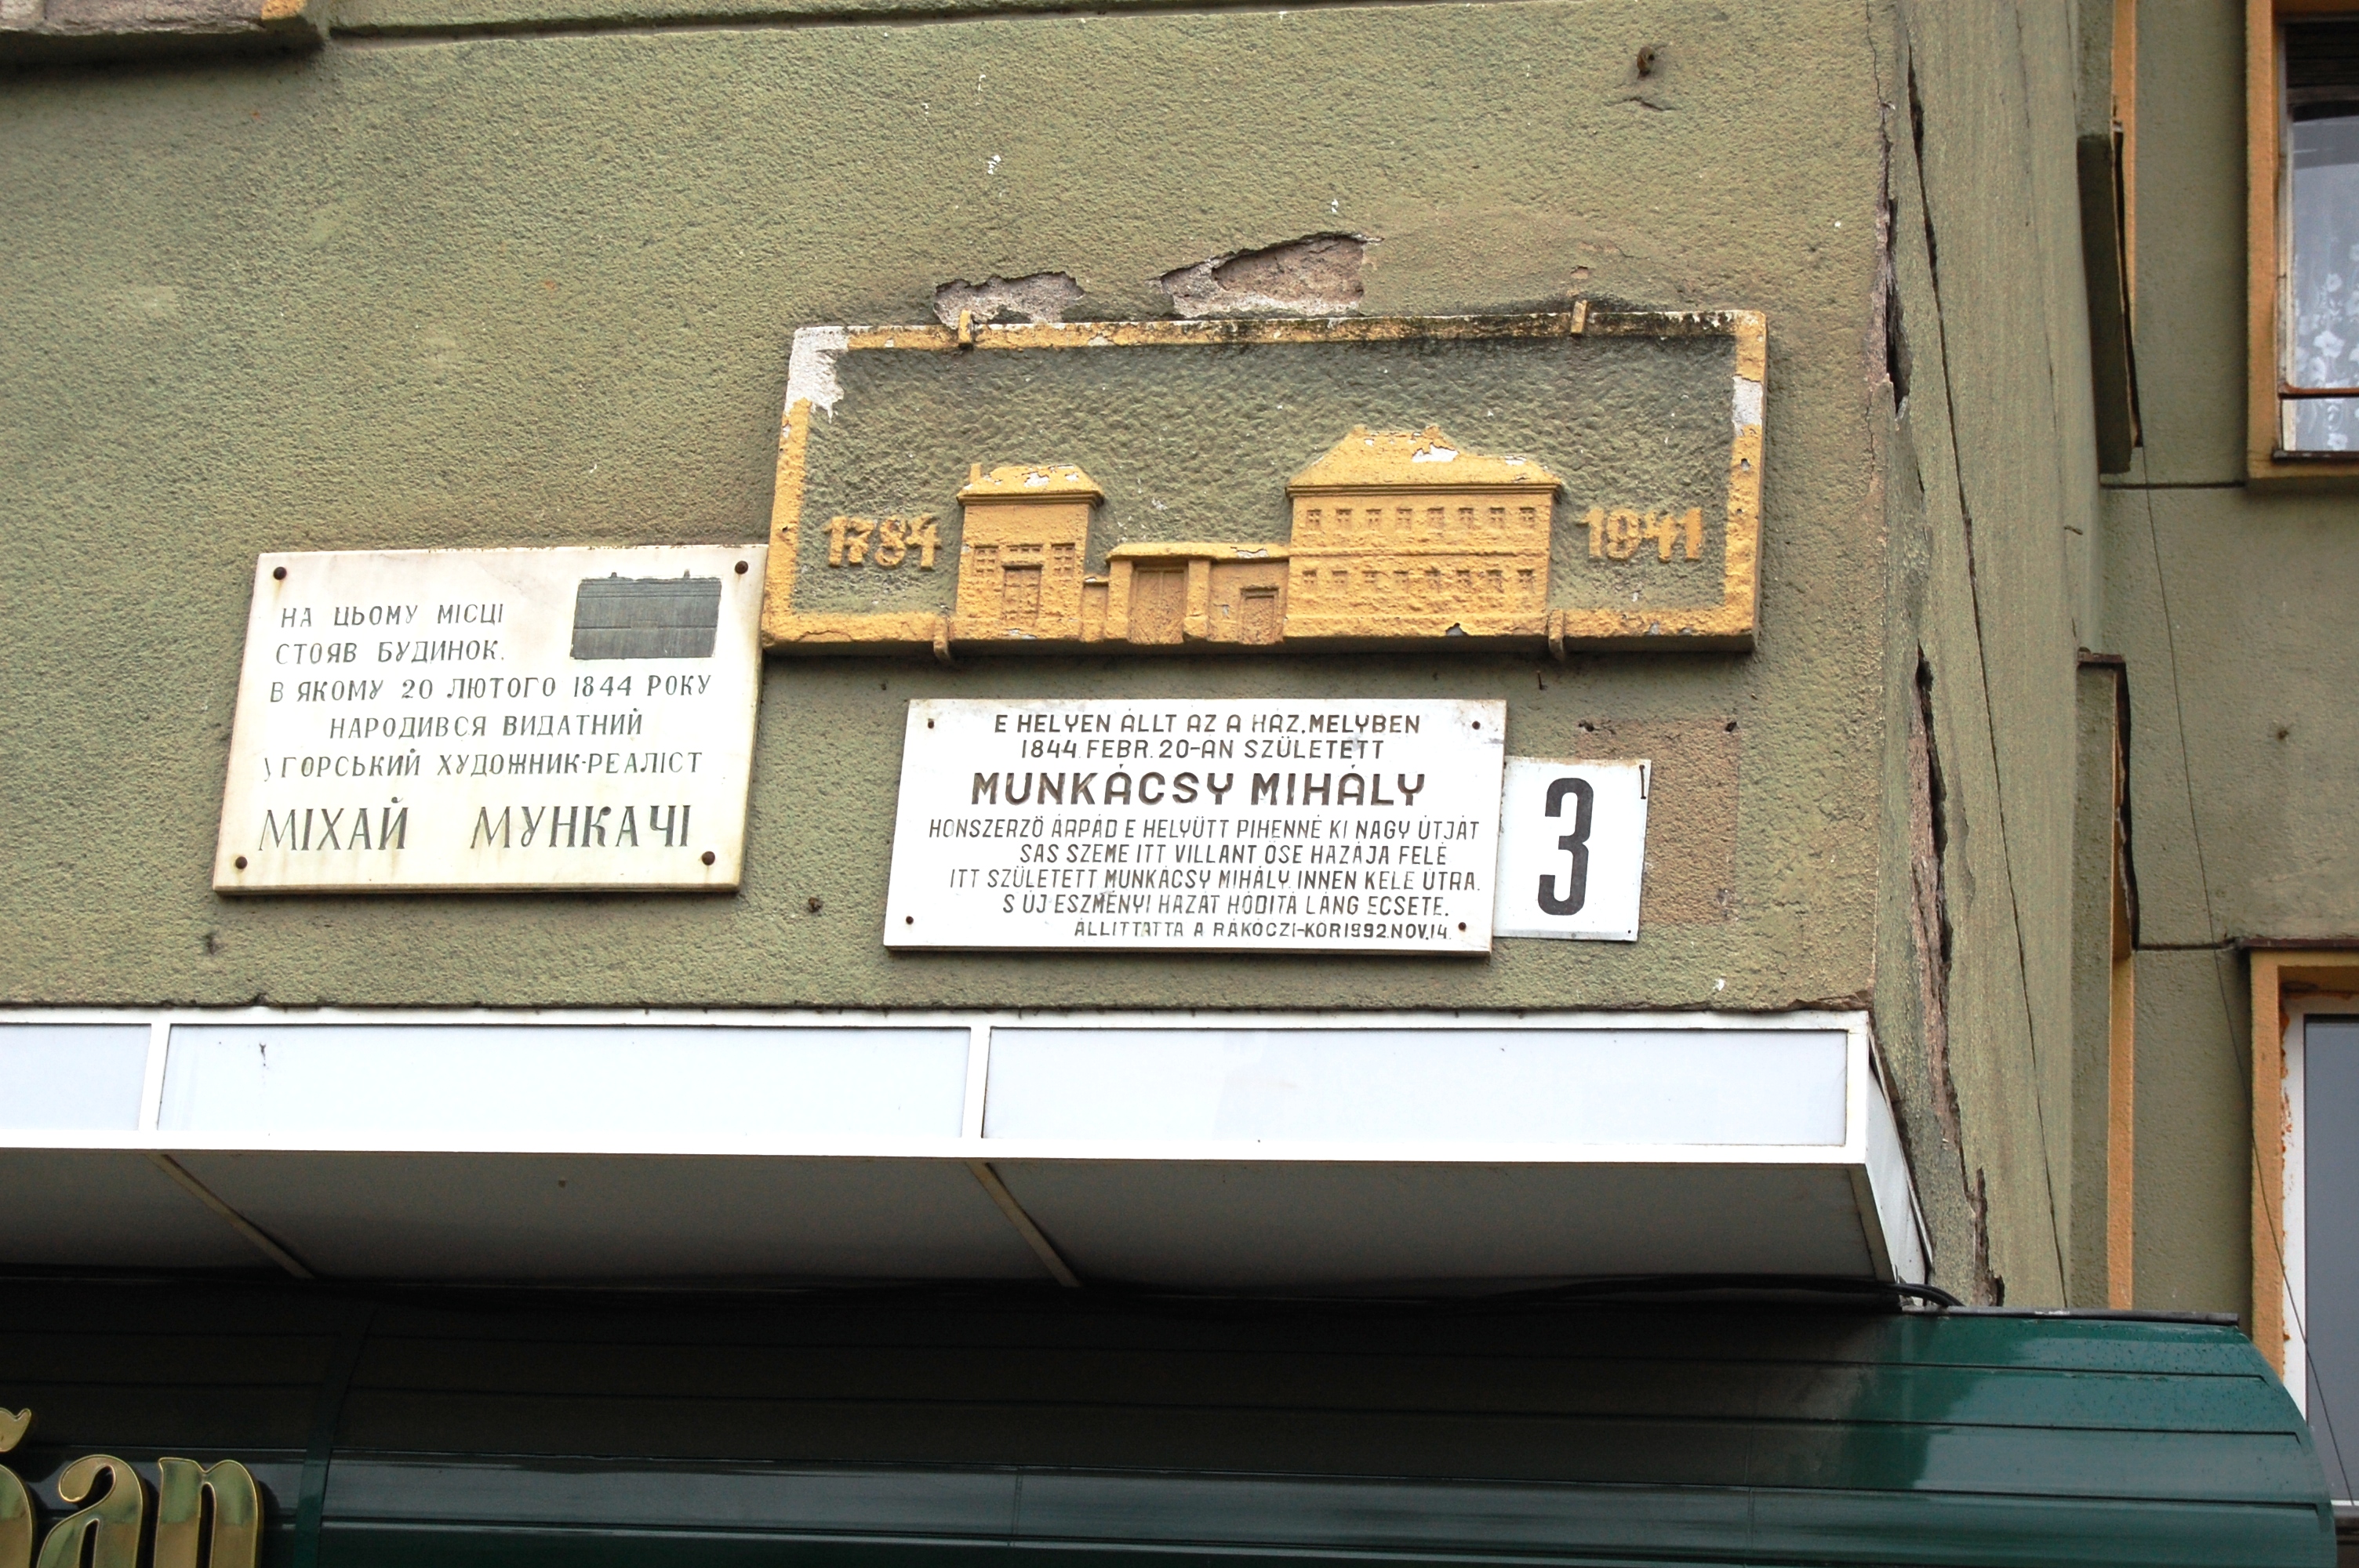 1784
1941
НА ЦЬОМУ МІСЦІ
СТОЯВ БУДИНОК.
В ЯКОМУ 20 ЛЮТОГО 1844 РОКУ
НАРОДИВСЯ ВИДАТНИЙ
УГОРСЬКИЙ ХУДОЖНИК-РЕАЛІСТ
МІХАЙ МУНКАЧІ
E HELYEN ÁLLT AZ A HÁZ, MELYBEN
1844. FEBR. 20-ÁN SZÜLETETT
MUNKÁCSY MIHÁLY
HONSZERZŐ ÁRPÁD E HELYÜTT PIHENNÉ KI NAGY ÚTJÁT
SAS SZEME ITT VILLANT ŐSE HAZÁJA FELÉ
ITT SZÜLETETT MUNKÁCSY MIHÁLY, INNEN KELE ÚTRA.
S ÚJ ESZMÉNYI HAZÁT HÓDÍTA LÁNG ECSETE.
ÁLLÍTTATTA A RÁKÓCZI-KÖR 1992.NOV.14.
3